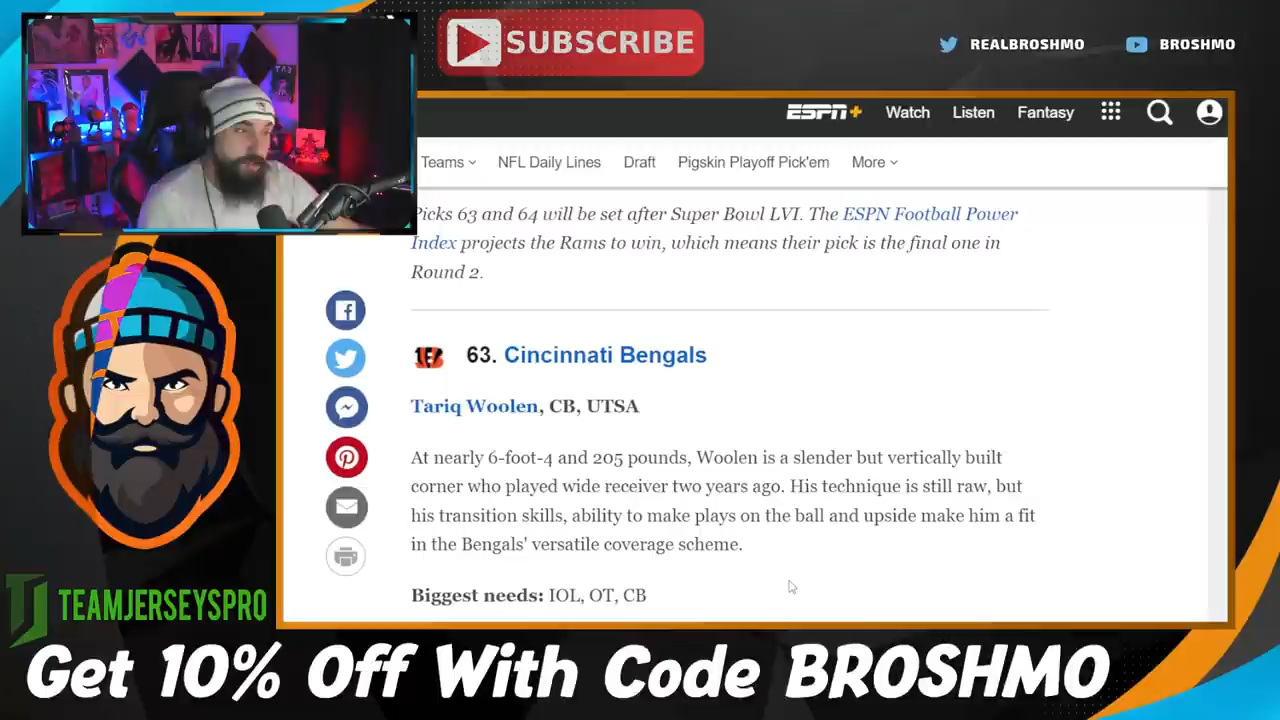 SUBSCRIBE
REALBROSHMO
BROSHMO
ESPN+
Watch
Listen
Fantasy
Teams
NFL Daily Lines
Draft
Pigskin Playoff Pick'em
More
Picks 63 and 64 will be set after Super Bowl LVI. The ESPN Football Power
Index projects the Rams to win, which means their pick is the final one in
Round 2.
63. Cincinnati Bengals
Tariq Woolen, CB, UTSA
At nearly 6-foot-4 and 205 pounds, Woolen is a slender but vertically built
corner who played wide receiver two years ago. His technique is still raw, but
his transition skills, ability to make plays on the ball and upside make him a fit
in the Bengals' versatile coverage scheme.
Biggest needs: IOL, OT, CB
TEAMJERSEYSPRO
Get 10% Off With Code BROSHMO